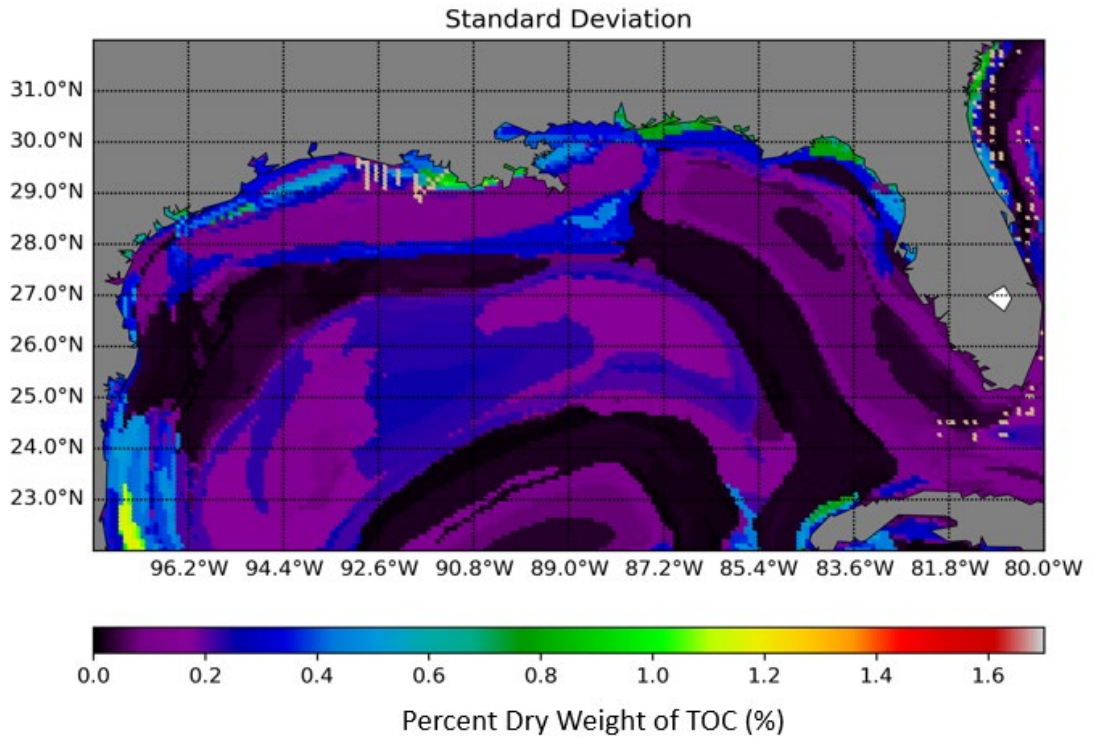 Standard Deviation
31.0°N
30.0°N
29.0°N
28.0°N
27.0°N
26.0°N
25.0°N
24.0°N
23.0°N
96.2°W 94.4°W 92.6°W 90.8°W 89.0°W 87.2°W 85.4°W 83.6°W 81.8°W 80.0°W
0.0 0.2 0.4 0.6 0.8 1.0 1.2 1.4 1.6
Percent Dry Weight of TOC (%)